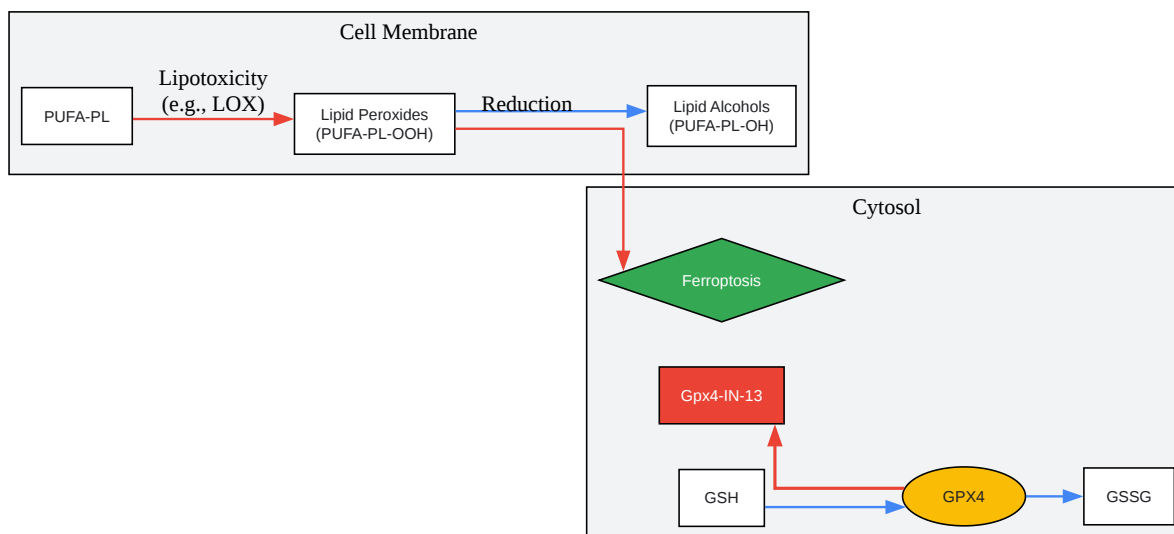 Cell Membrane
Lipotoxicity
(e.g., LOX)
PUFA-PL
Lipid Peroxides
(PUFA-PL-OOH)
Reduction
Lipid Alcohols
(PUFA-PL-OH)
Cytosol
Ferroptosis
Gpx4-IN-13
GSH
GPX4
GSSG